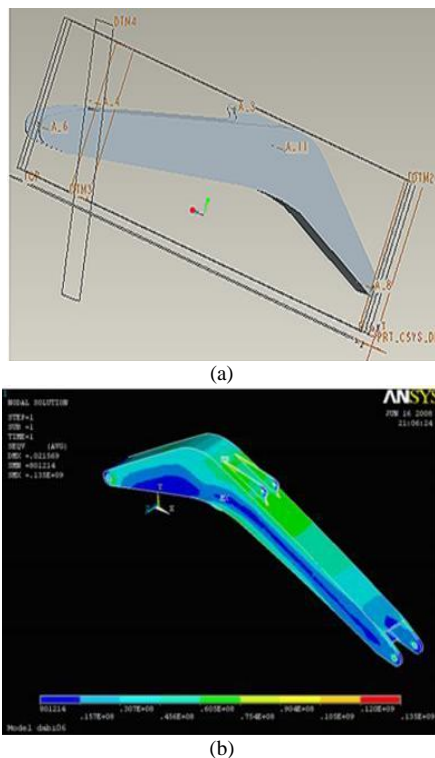 DTM4
A_4
A_3
A_6
A_11
TOP
DTM3
DTM2
A_8
PRT_CSYS_D
(a)
1
NODAL SOLUTION
STEP=1
SUB =1
TIME=1
SEQV (AVG)
DMX =.021569
SMN =801214
SMX =.135E+09
ANSYS
JUN 16 2008
21:06:24
801214 .307E+08 .605E+08 .904E+08 .120E+09
.157E+08 .456E+08 .754E+08 .105E+09 .135E+09
(b)